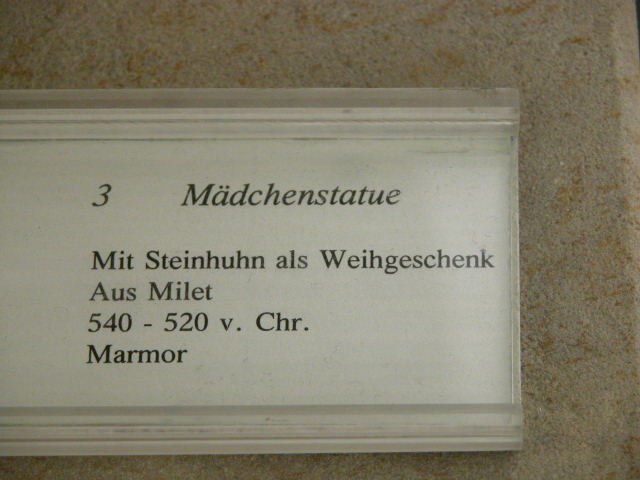 3 Mädchenstatue
Mit Steinhuhn als Weihgeschenk
Aus Milet
540 - 520 v. Chr.
Marmor